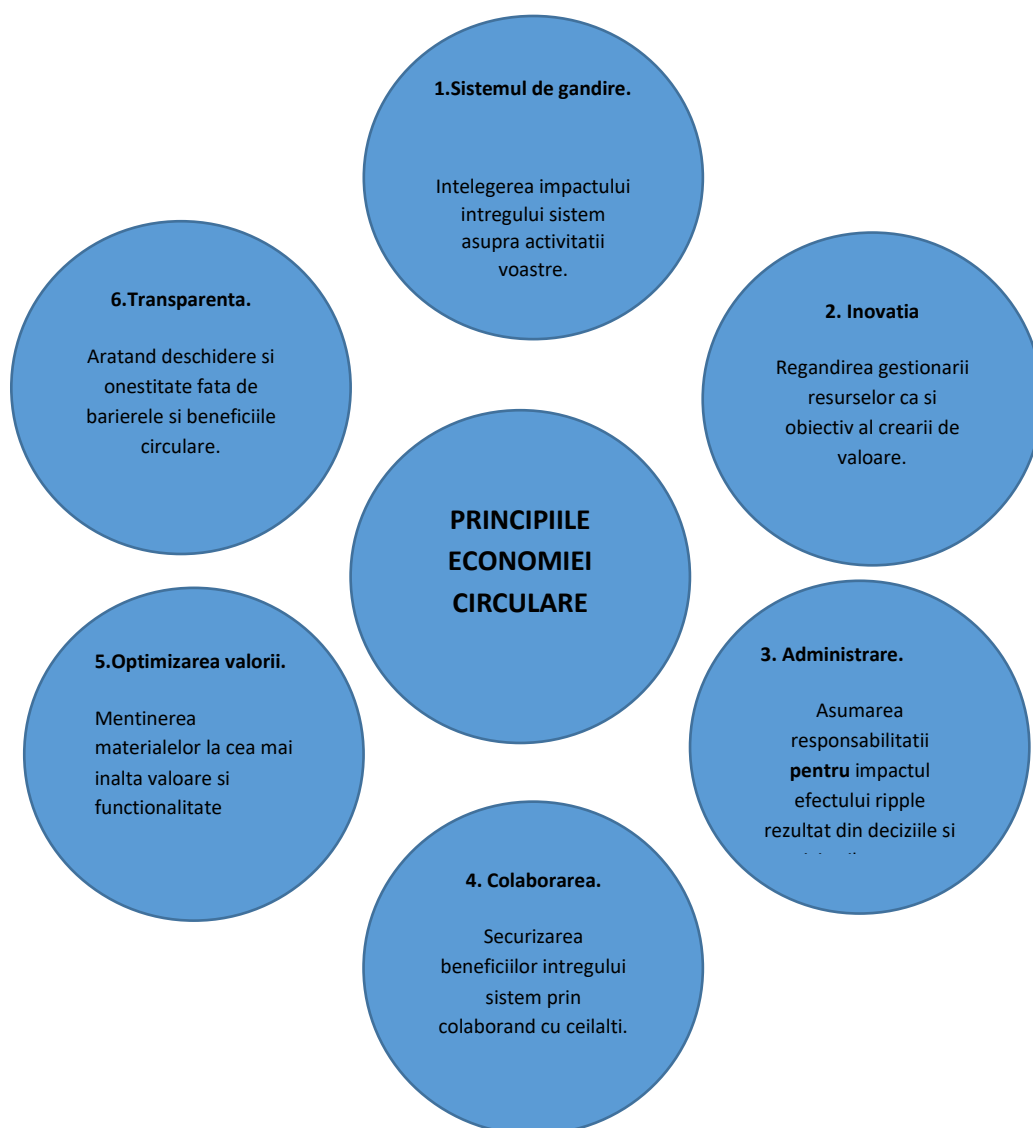 1.Sistemul de gandire.
Intelegerea impactului
intregului sistem
asupra activitatii
voastre.
2. Inovatia
Regandirea gestionarii
resurselor ca si
obiectiv al crearii de
valoare.
3. Administrare.
Asumarea
responsabilitatii
pentru impactul
efectului ripple
rezultat din deciziile si
4. Colaborarea.
Securizarea
beneficiilor intregului
sistem prin
colaborand cu ceilalti.
5.Optimizarea valorii.
Mentinerea
materialelor la cea mai
inalta valoare si
functionalitate
6.Transparenta.
Aratand deschidere si
onestitate fata de
barierele si beneficiile
circulare.
PRINCIPIILE
ECONOMIEI
CIRCULARE